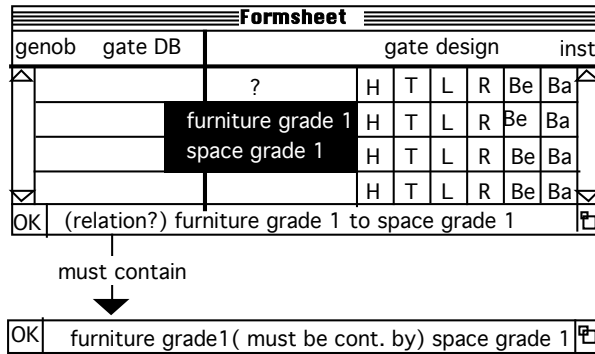 Formsheet
genob gate DB gate design inst
? H T L R Be Ba
furniture grade 1 H T L R Be Ba
space grade 1 H T L R Be Ba
H T L R Be Ba
OK (relation?) furniture grade 1 to space grade 1
must contain
OK furniture grade1( must be cont. by) space grade 1